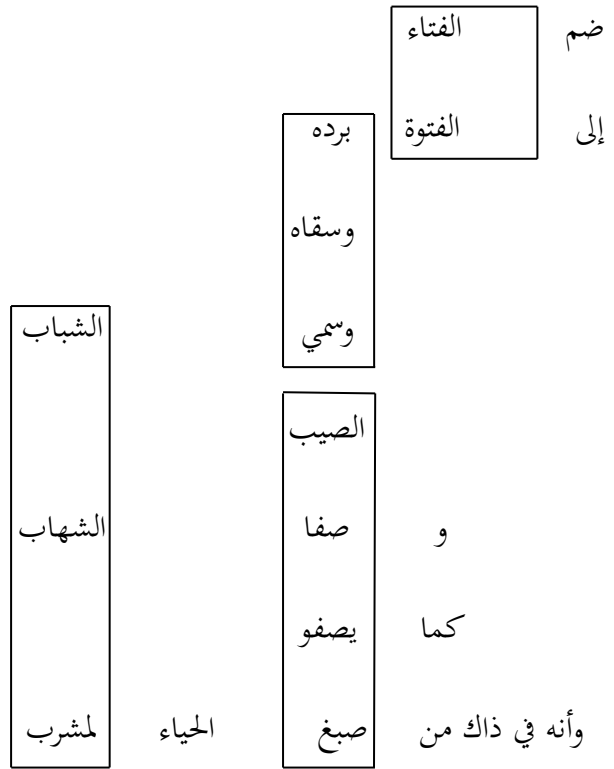 ضم الفتاء
إلى الفتوة برده
وسقاه
وسمي الشباب
الصيب
و صفا الشهاب
كما يصفو
وأنه في ذاك من صبغ الحياء لمشرب